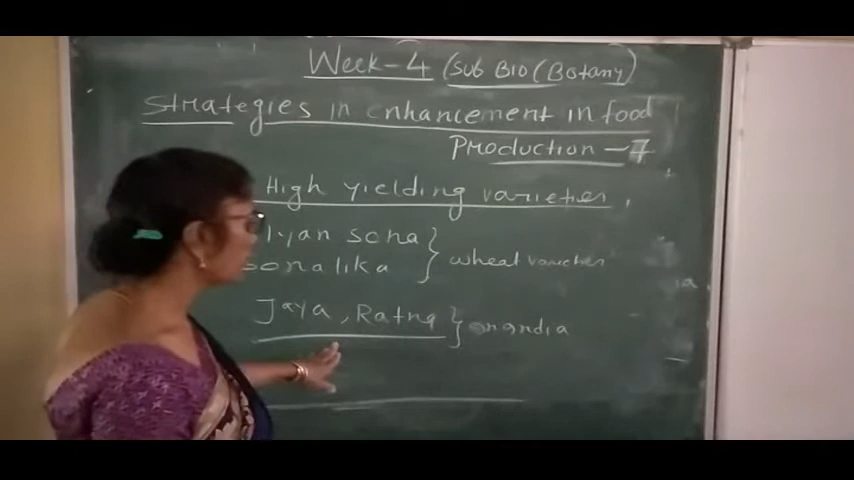 Week-4 (Sub Bio (Botany)
Strategies in enhancement in food
Production - 7
High yielding varieties
lyan sona
sonalika } wheat varieties
Jaya, Ratna }